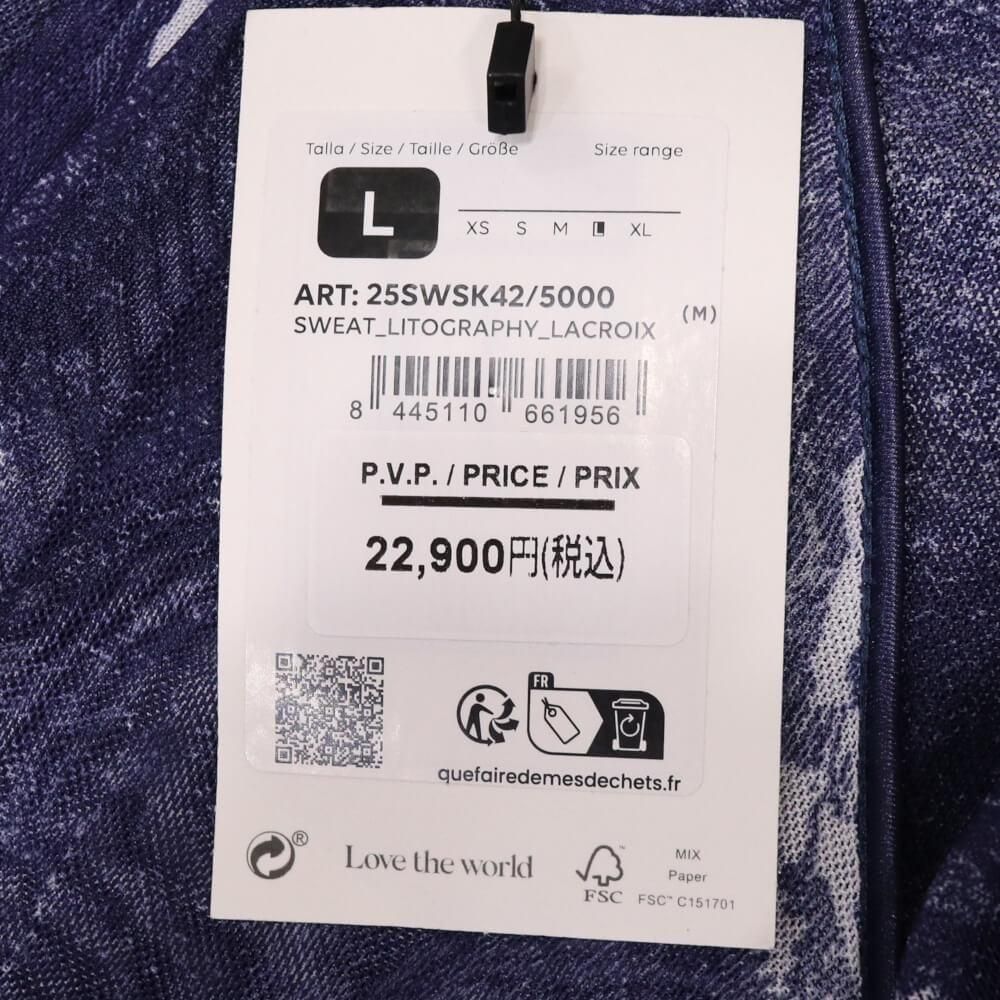 Talla / Size / Taille / Größe Size range
L
XS S M L XL
ART: 25SWSK42/5000
(M)
SWEAT_LITOGRAPHY_LACROIX
8 445110 661956
P.V.P. / PRICE / PRIX
22,900円(税込)
FR
quefairedemesdechets.fr
® Love the world
FSC™
MIX
Paper
FSC™ C151701